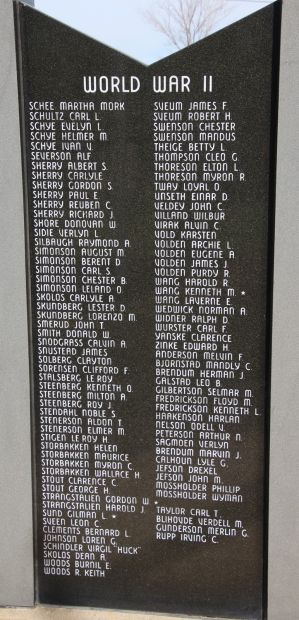 WORLD WAR II
SCHEE MARTHA MORK
SCHULTZ CARL L.
SCHYE EVELYN L.
SCHYE HELMER M.
SCHYE IVAN V.
SEVERSON ALF
SHERRY ALBERT S.
SHERRY CARLYLE
SHERRY GORDON S.
SHERRY PAUL E.
SHERRY REUBEN C.
SHERRY RICKARD J.
SHORE DONOVAN W.
SIDIE VERLYN L.
SILBAUGH RAYMOND A.
SIMONSON AUGUST M.
SIMONSON BEREN T D.
SIMONSON CARL S.
SIMONSON CHESTER B.
SIMONSON LELAND O.
SKOLOS CARLYLE A.
SKUNDBERG LESTER D.
SKUNDBERG LORENZO M.
SMERUD JOHN T.
SMITH DONALD W.
SNODGRASS CALVIN A.
SNUSTAD JAMES
SOLBERG CLAYTON
SORENSEN CLIFFORD F.
STALSBERG LE ROY
STEENBERG KENNETH O.
STEENBERG MILTON A.
STEENBERG ROY J.
STENDAHL NOBLE S.
STENERSON ALDON T.
STENERSON ELMER M.
STIGEN LE ROY H.
STORBAKKEN HELEN
STORBAKKEN MAURICE
STORBAKKEN MYRON C.
STORBAKKEN WALLACE H.
STOUT CLARENCE C.
STOUT GEORGE H.
STRANGSTALIEN GORDON W. *
STRANGSTALIEN HAROLD J.
SUND GILMAN L. *
SVEEN LEON C.
CLEMENTS BERNARD L.
JOHNSON LOREN G.
SCHINDLER VIRGIL "HUCK"
SKOLOS DEAN A.
WOODS BURNIL E.
WOODS R. KEITH
SVEUM JAMES F.
SVEUM ROBERT H.
SWENSON CHESTER
SWENSON MANDUS
THEIGE BETTY L.
THOMPSON CLEO G.
THORESON ELTON L.
THORESON MYRON R.
TWAY LOYAL O.
UNSETH EINAR D.
VELDEY JOHN C.
VILLAND WILBUR
VIRAK ALVIN C.
VOLD KARSTEN
VOLDEN ARCHIE L.
VOLDEN EUGENE A.
VOLDEN JAMES J.
VOLDEN PURDY R.
WANG HAROLD R.
WANG KENNETH M. *
WANG LAVERNE E.
WEDWICK NORMAN A.
WIDNER RALPH D.
WURSTER CARL F.
YANSKE CLARENCE
ZINKE EDWARD H.
ANDERSON MELVIN F.
BJORNSTAD MANDLY C.
BRENDUM HERMAN J.
GALSTAD LEO B.
GILBERTSON SELMAR M.
FREDRICKSON FLOYD M.
FREDRICKSON KENNETH L.
HAAKENSON HARLAN
NELSON ODELL V.
PETERSON ARTHUR N.
SAGMOEN VERLYN
BRENDUM MARVIN J.
CALHOUN LYLE G.
JEFSON DREXEL
JEFSON JOHN M.
MOSSHOLDER PHILLIP
MOSSHOLDER WYMAN
TAYLOR CARL T.
BLIHOVDE VERDELL M.
GUNDERSON MERLIN G.
RUPP IRVING C.